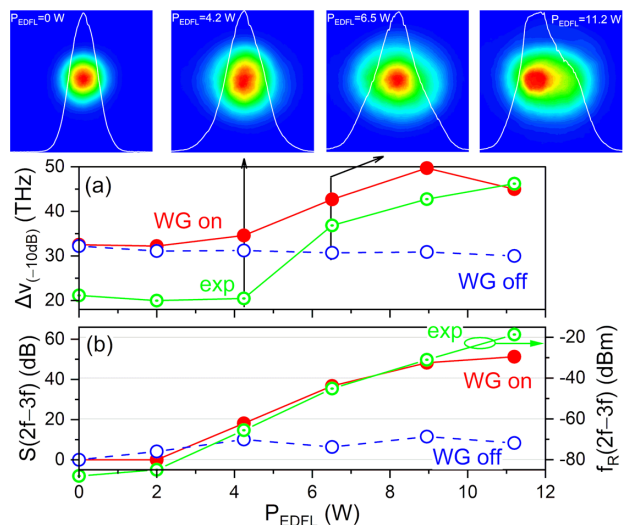 P_EDFL=0 W P_EDFL=4.2 W P_EDFL=6.5 W P_EDFL=11.2 W
50
(a)
40
WG on
30
exp
WG off
20
Δν(−10dB) (THz)
60
(b)
exp
-20
40
WG on
-40
20
-60
WG off
0
-80
S(2f−3f) (dB)
f_R(2f−3f) (dBm)
0 2 4 6 8 10 12
P_EDFL (W)